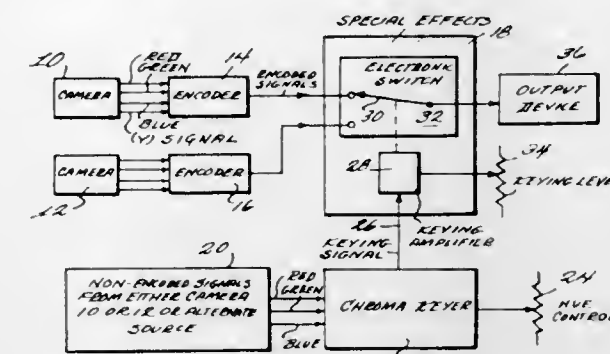 SPECIAL EFFECTS
18
10
RED
GREEN
14
CAMERA
ENCODER
ENCODED
SIGNALS
BLUE
(Y) SIGNAL
ELECTRONIC
SWITCH
30
32
36
OUTPUT
DEVICE
CAMERA
12
ENCODER
16
28
34
KEYING LEVEL
26
KEYING
SIGNAL
KEYING
AMPLIFIER
20
NON-ENCODED SIGNALS
FROM EITHER CAMERA
10 OR 12 OR ALTERNATE
SOURCE
RED
GREEN
BLUE
CHROMA KEYER
24
HUE
CONTROL